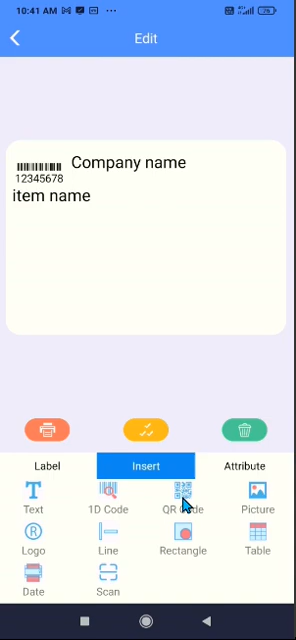 10:41 AM
76
Edit
Company name
12345678
item name
Label Insert Attribute
Text 1D Code QR Code Picture
Logo Line Rectangle Table
Date Scan